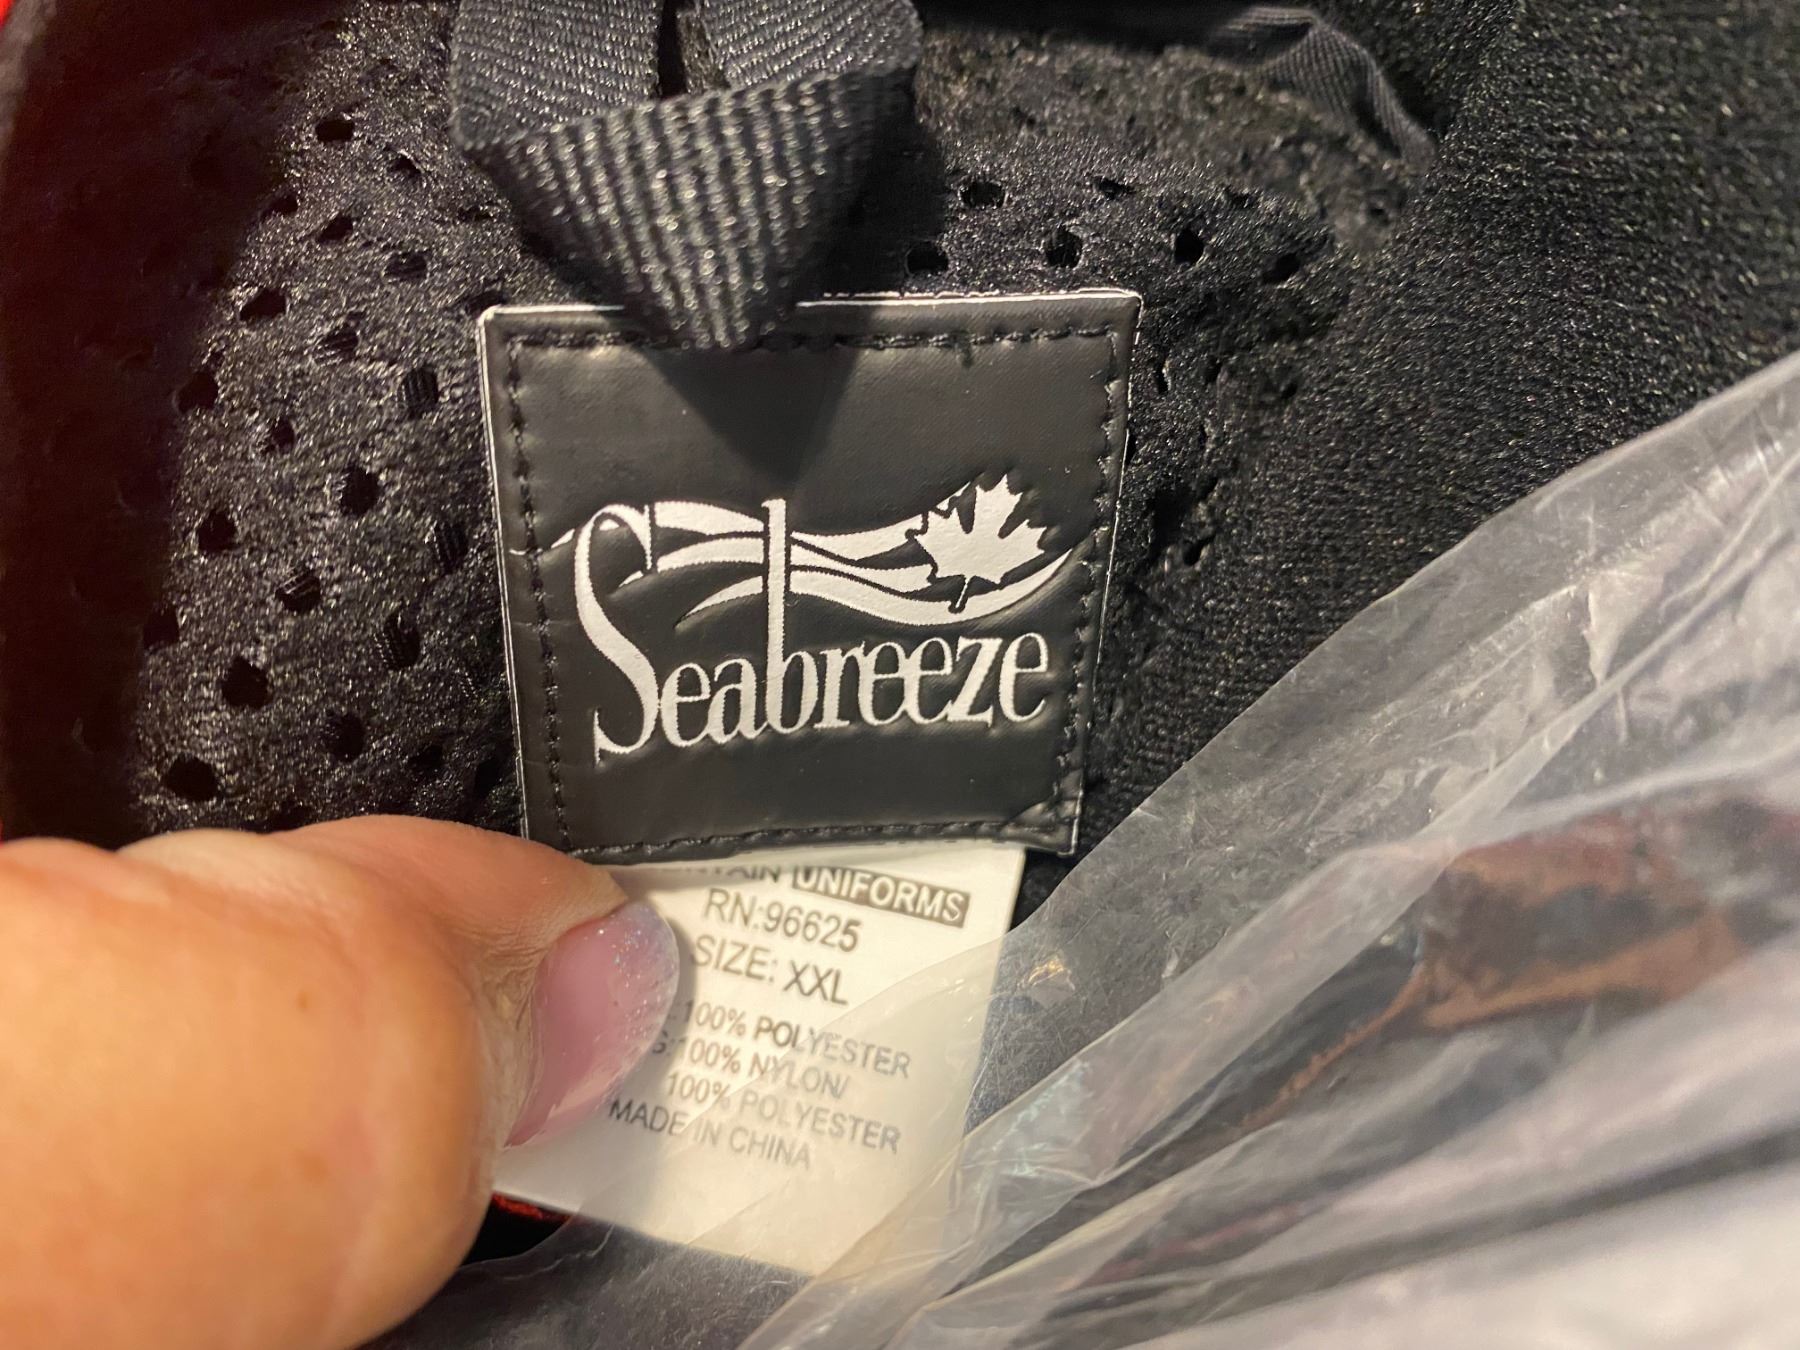 Seabreeze
UNIFORMS
RN:96625
SIZE: XXL
100% POLYESTER
100% NYLON/
100% POLYESTER
MADE IN CHINA